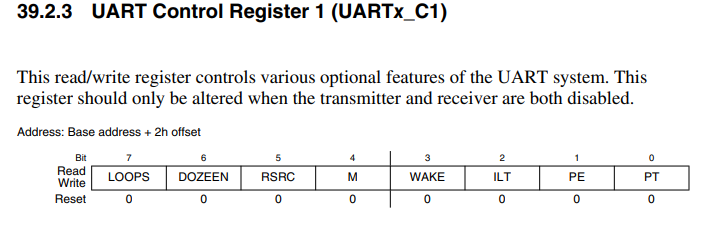 39.2.3 UART Control Register 1 (UARTx_C1)
This read/write register controls various optional features of the UART system. This
register should only be altered when the transmitter and receiver are both disabled.
Address: Base address + 2h offset
Bit 7 6 5 4 3 2 1 0
Read
Write
LOOPS DOZEEN RSRC M WAKE ILT PE PT
Reset 0 0 0 0 0 0 0 0